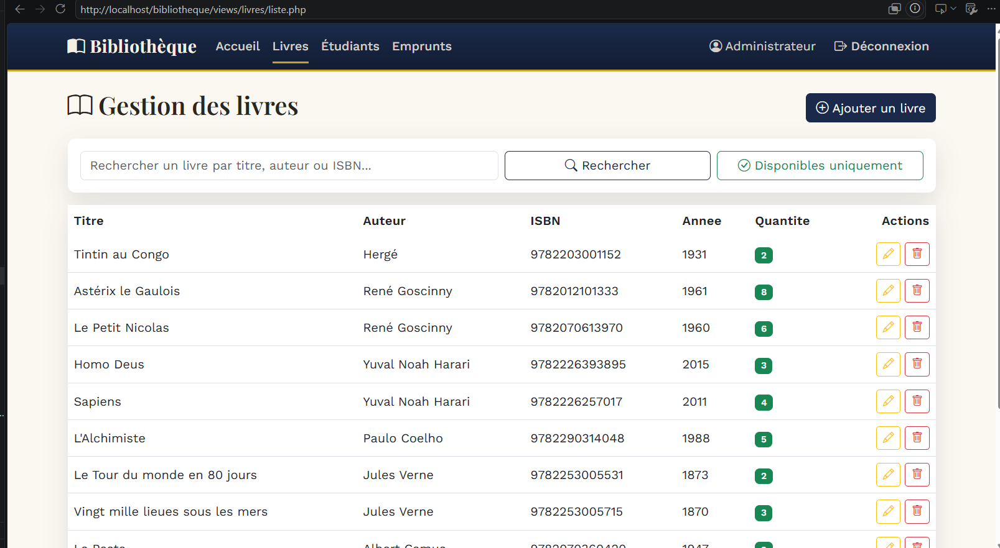 http://localhost/bibliotheque/views/livres/liste.php
Bibliothèque Accueil Livres Étudiants Emprunts Administrateur Déconnexion
Gestion des livres Ajouter un livre
Rechercher un livre par titre, auteur ou ISBN... Rechercher Disponibles uniquement
Titre Auteur ISBN Annee Quantite Actions
Tintin au Congo Hergé 9782203001152 1931 2
Astérix le Gaulois René Goscinny 9782012101333 1961 8
Le Petit Nicolas René Goscinny 9782070613970 1960 6
Homo Deus Yuval Noah Harari 9782226393895 2015 3
Sapiens Yuval Noah Harari 9782226257017 2011 4
L'Alchimiste Paulo Coelho 9782290314048 1988 5
Le Tour du monde en 80 jours Jules Verne 9782253005531 1873 2
Vingt mille lieues sous les mers Jules Verne 9782253005715 1870 3
Albert Camus 1947